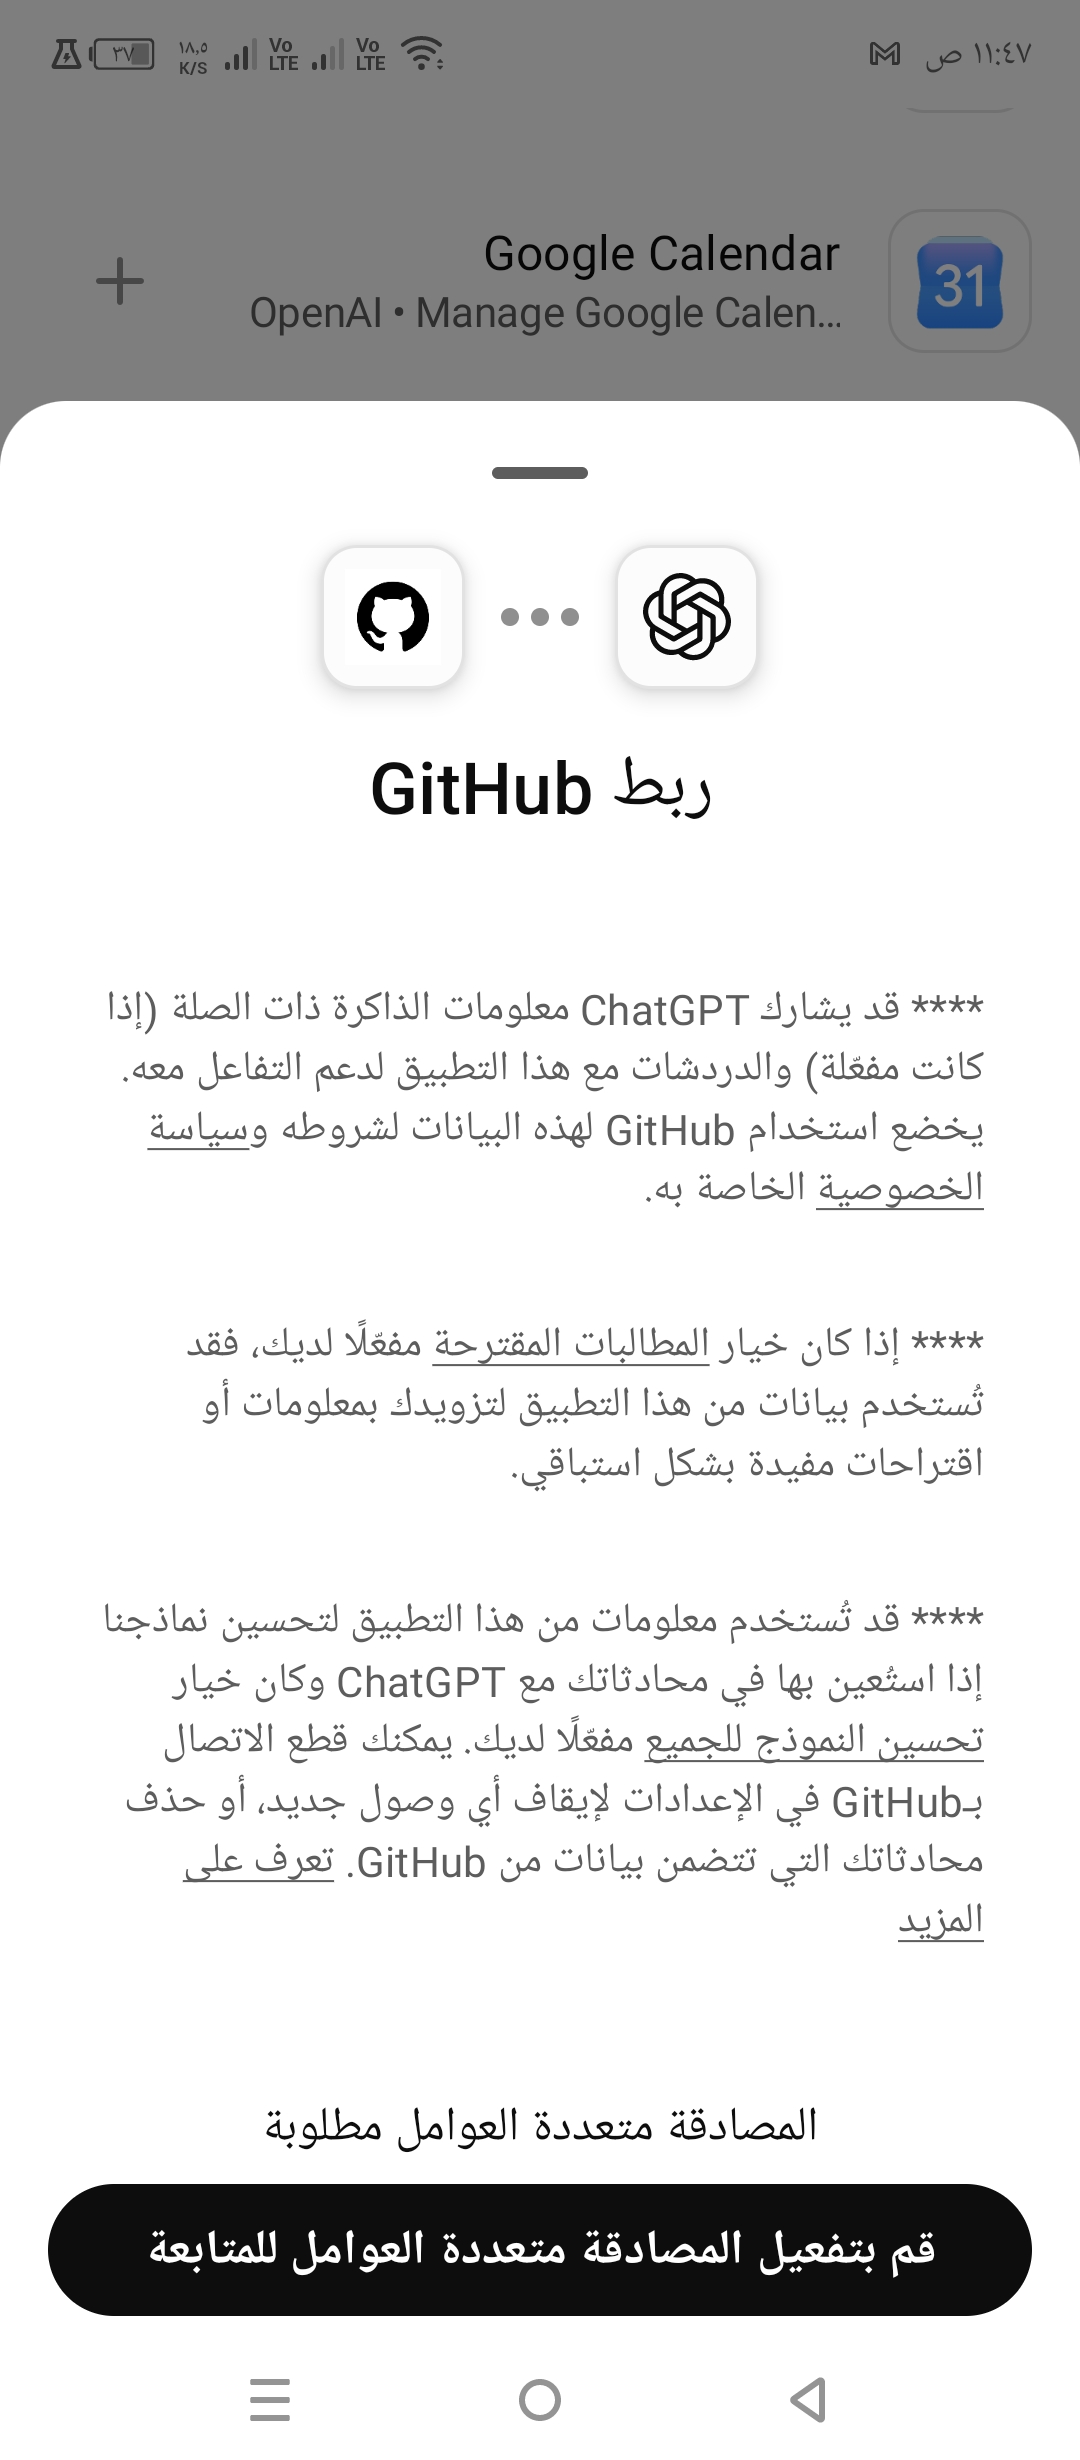 ١١:٤٧ ص
١٨,٥ K/S
Vo LTE
Vo LTE
٣٧
Google Calendar
OpenAI • Manage Google Calen...
31
ربط GitHub
**** قد يشارك ChatGPT معلومات الذاكرة ذات الصلة (إذا
كانت مفعّلة) والدردشات مع هذا التطبيق لدعم التفاعل معه.
يخضع استخدام GitHub لهذه البيانات لشروطه وسياسة
الخصوصية الخاصة به.
**** إذا كان خيار المطالبات المقترحة مفعّلًا لديك، فقد
تُستخدم بيانات من هذا التطبيق لتزويدك بمعلومات أو
اقتراحات مفيدة بشكل استباقي.
**** قد تُستخدم معلومات من هذا التطبيق لتحسين نماذجنا
إذا استُعين بها في محادثاتك مع ChatGPT وكان خيار
تحسين النموذج للجميع مفعّلًا لديك. يمكنك قطع الاتصال
بـGitHub في الإعدادات لإيقاف أي وصول جديد، أو حذف
محادثاتك التي تتضمن بيانات من GitHub. تعرف على
المزيد
المصادقة متعددة العوامل مطلوبة
قم بتفعيل المصادقة متعددة العوامل للمتابعة